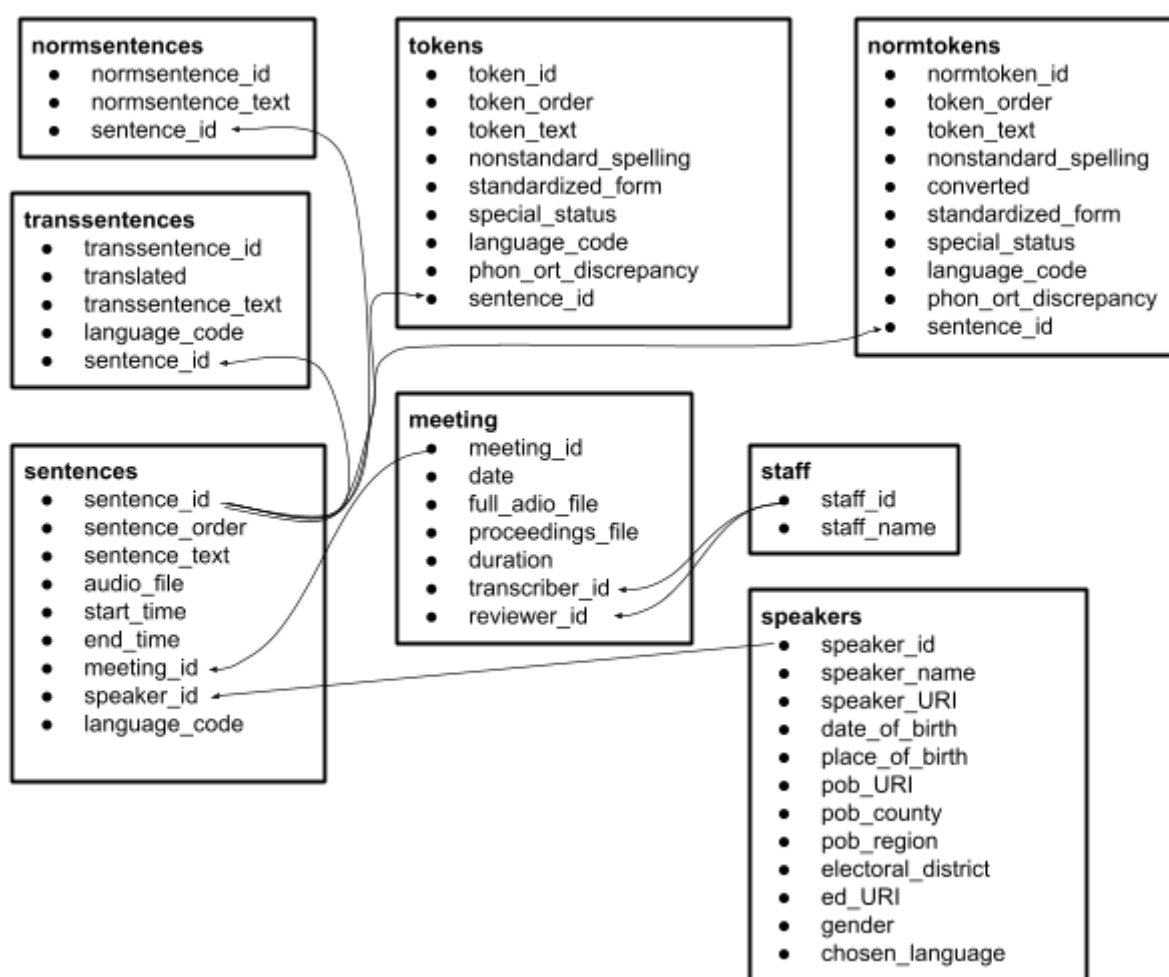 normsentences
normsentence_id
normsentence_text
sentence_id
transsentences
transsentence_id
translated
transsentence_text
language_code
sentence_id
sentences
sentence_id
sentence_order
sentence_text
audio_file
start_time
end_time
meeting_id
speaker_id
language_code
tokens
token_id
token_order
token_text
nonstandard_spelling
standardized_form
special_status
language_code
phon_ort_discrepancy
sentence_id
meeting
meeting_id
date
full_adio_file
proceedings_file
duration
transcriber_id
reviewer_id
normtokens
normtoken_id
token_order
token_text
nonstandard_spelling
converted
standardized_form
special_status
language_code
phon_ort_discrepancy
sentence_id
staff
staff_id
staff_name
speakers
speaker_id
speaker_name
speaker_URI
date_of_birth
place_of_birth
pob_URI
pob_county
pob_region
electoral_district
ed_URI
gender
chosen_language